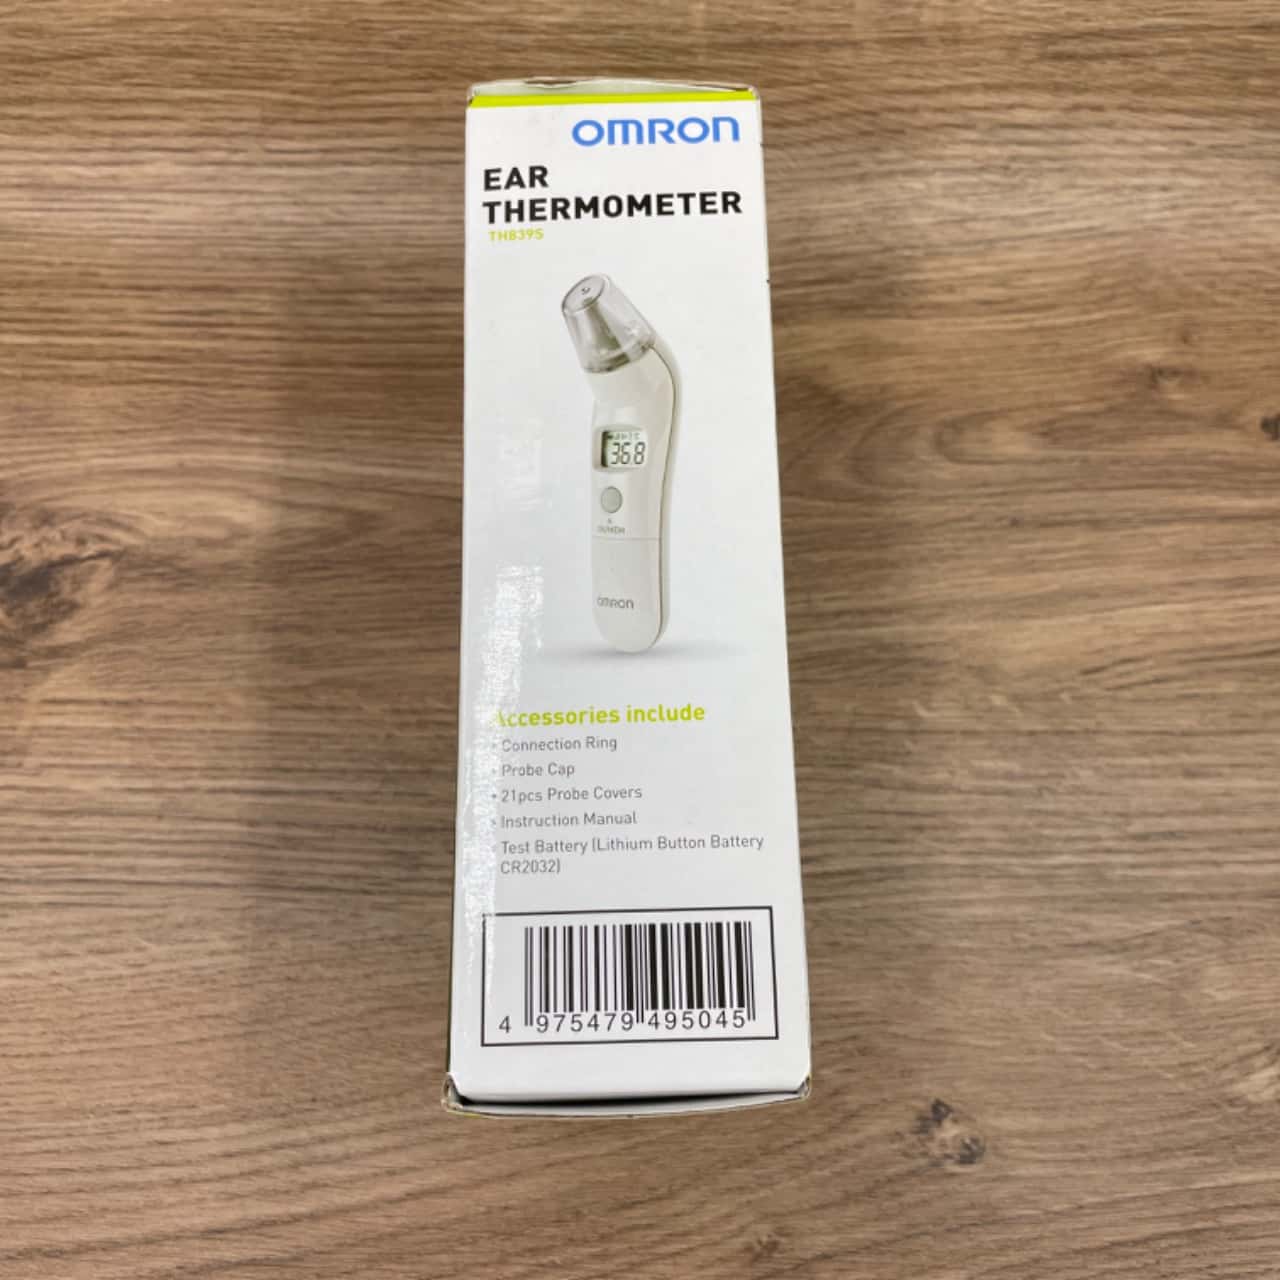 OMRON
EAR
THERMOMETER
TH839S
36.8
OMRON
Accessories include
• Connection Ring
• Probe Cap
• 21pcs Probe Covers
• Instruction Manual
• Test Battery (Lithium Button Battery
CR2032)
4 975479 495045